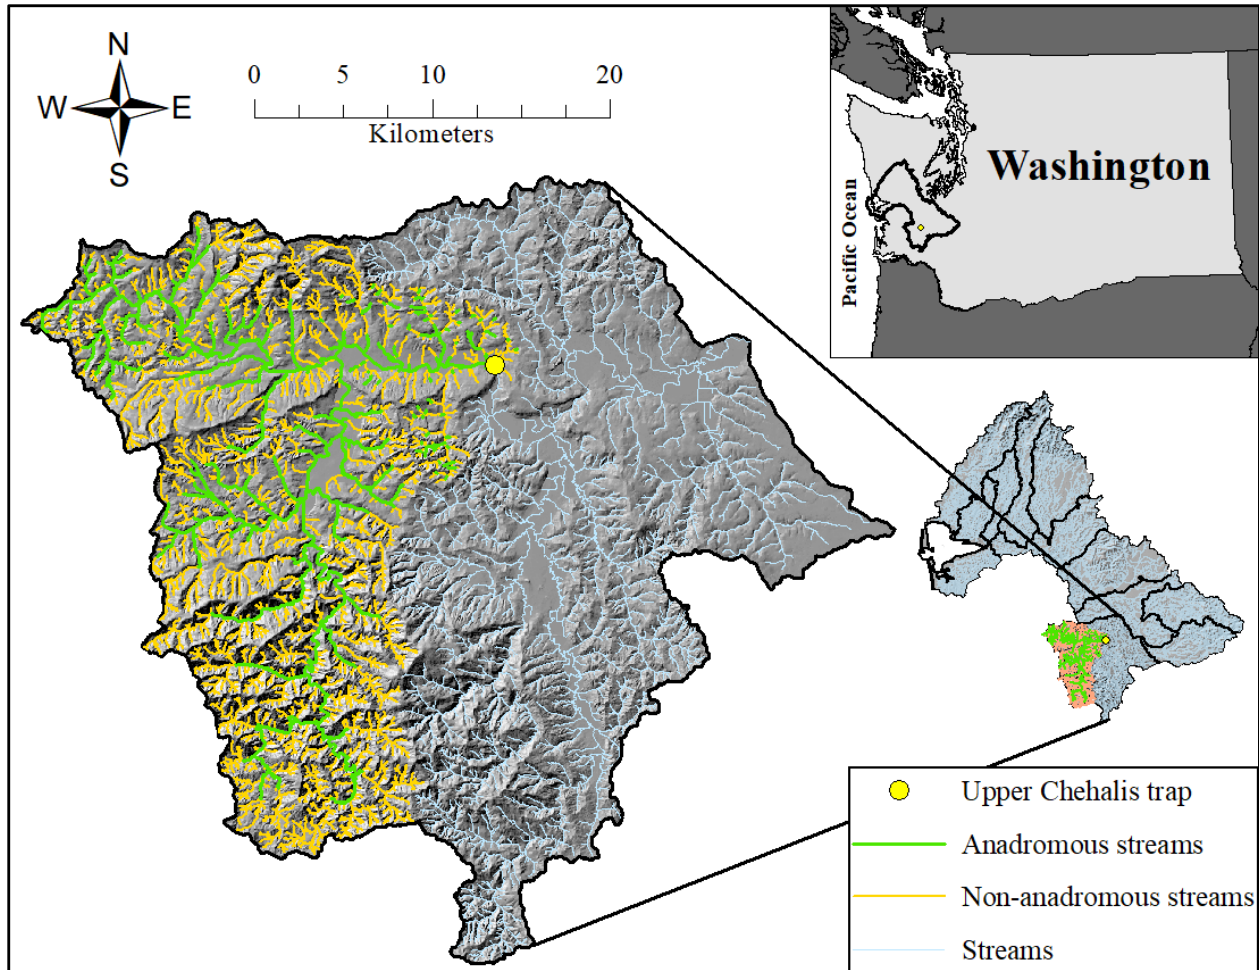 N
W E
S
0 5 10 20
Kilometers
Washington
Pacific Ocean
Upper Chehalis trap
Anadromous streams
Non-anadromous streams
Streams